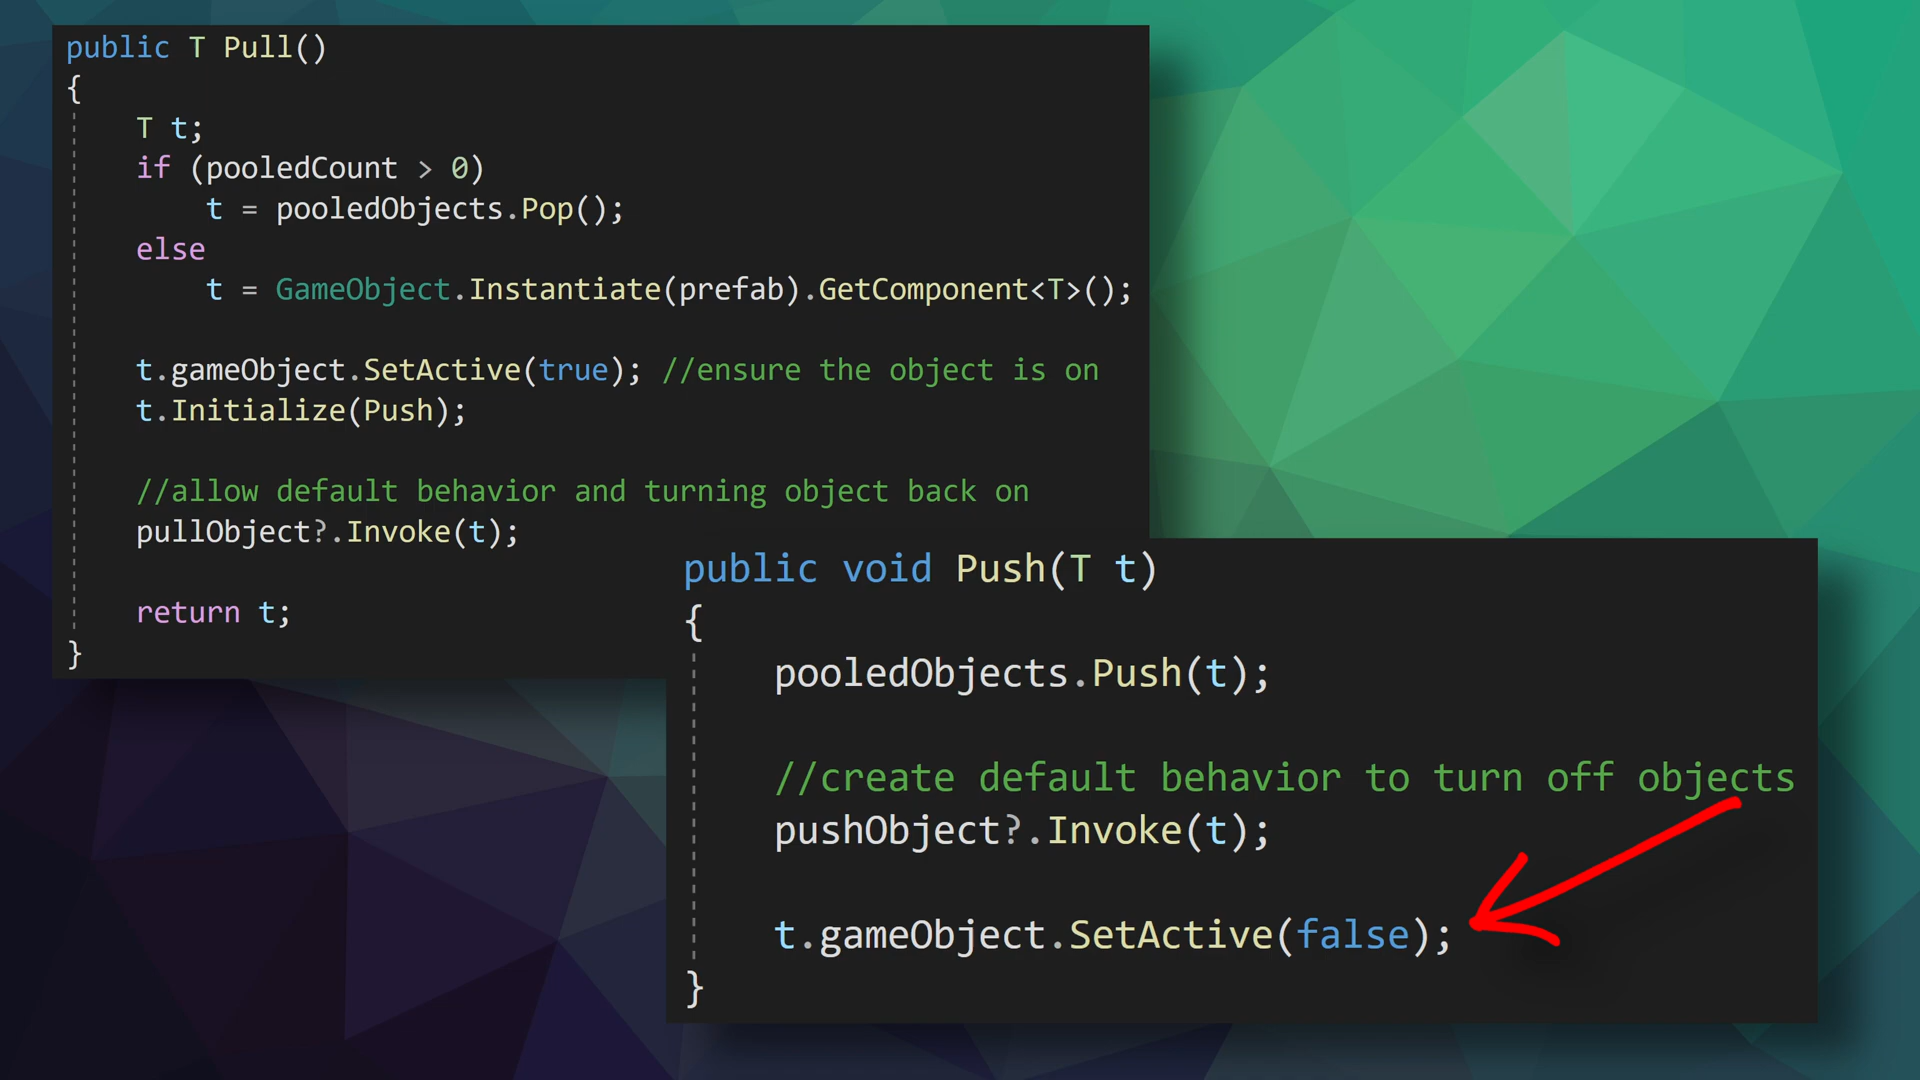 public T Pull()
{
T t;
if (pooledCount > 0)
t = pooledObjects.Pop();
else
t = GameObject.Instantiate(prefab).GetComponent<T>();
t.gameObject.SetActive(true); //ensure the object is on
t.Initialize(Push);
//allow default behavior and turning object back on
pullObject?.Invoke(t);
return t;
}
public void Push(T t)
{
pooledObjects.Push(t);
//create default behavior to turn off objects
pushObject?.Invoke(t);
t.gameObject.SetActive(false);
}